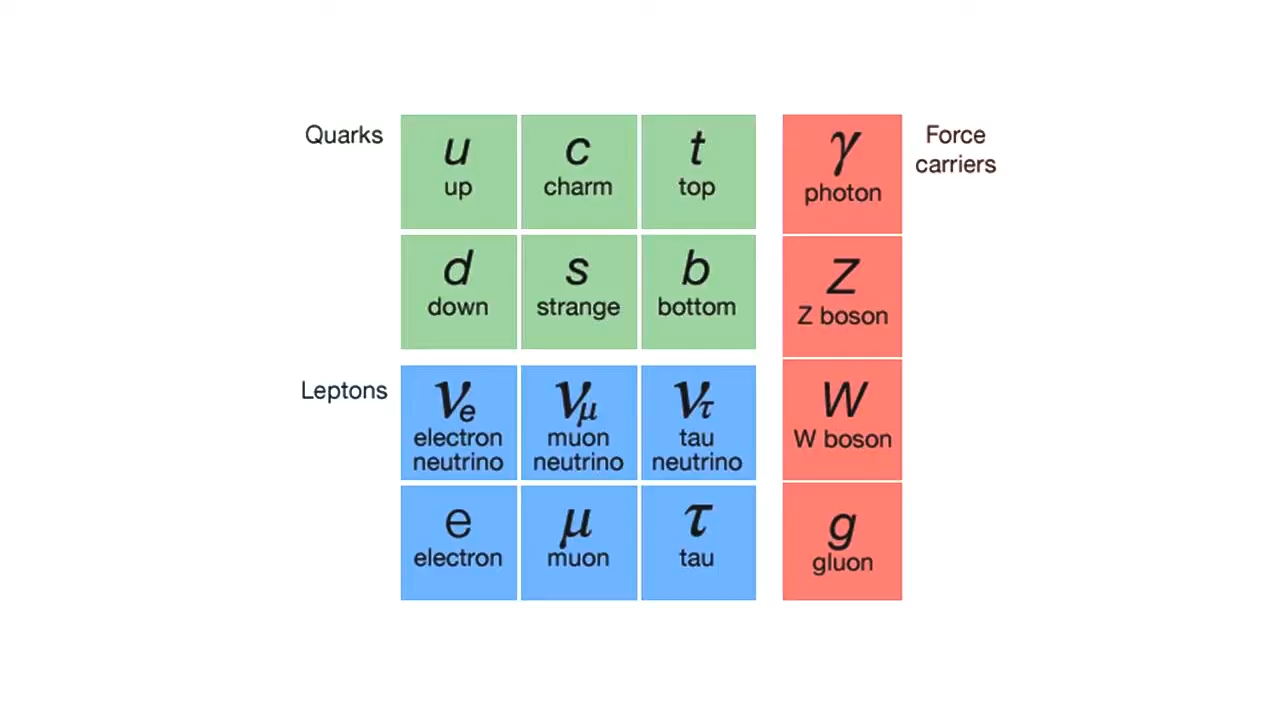 Quarks
u
up
c
charm
t
top
γ
photon
Force
carriers
d
down
s
strange
b
bottom
Z
Z boson
Leptons
νe
electron
neutrino
νμ
muon
neutrino
ντ
tau
neutrino
W
W boson
e
electron
μ
muon
τ
tau
g
gluon